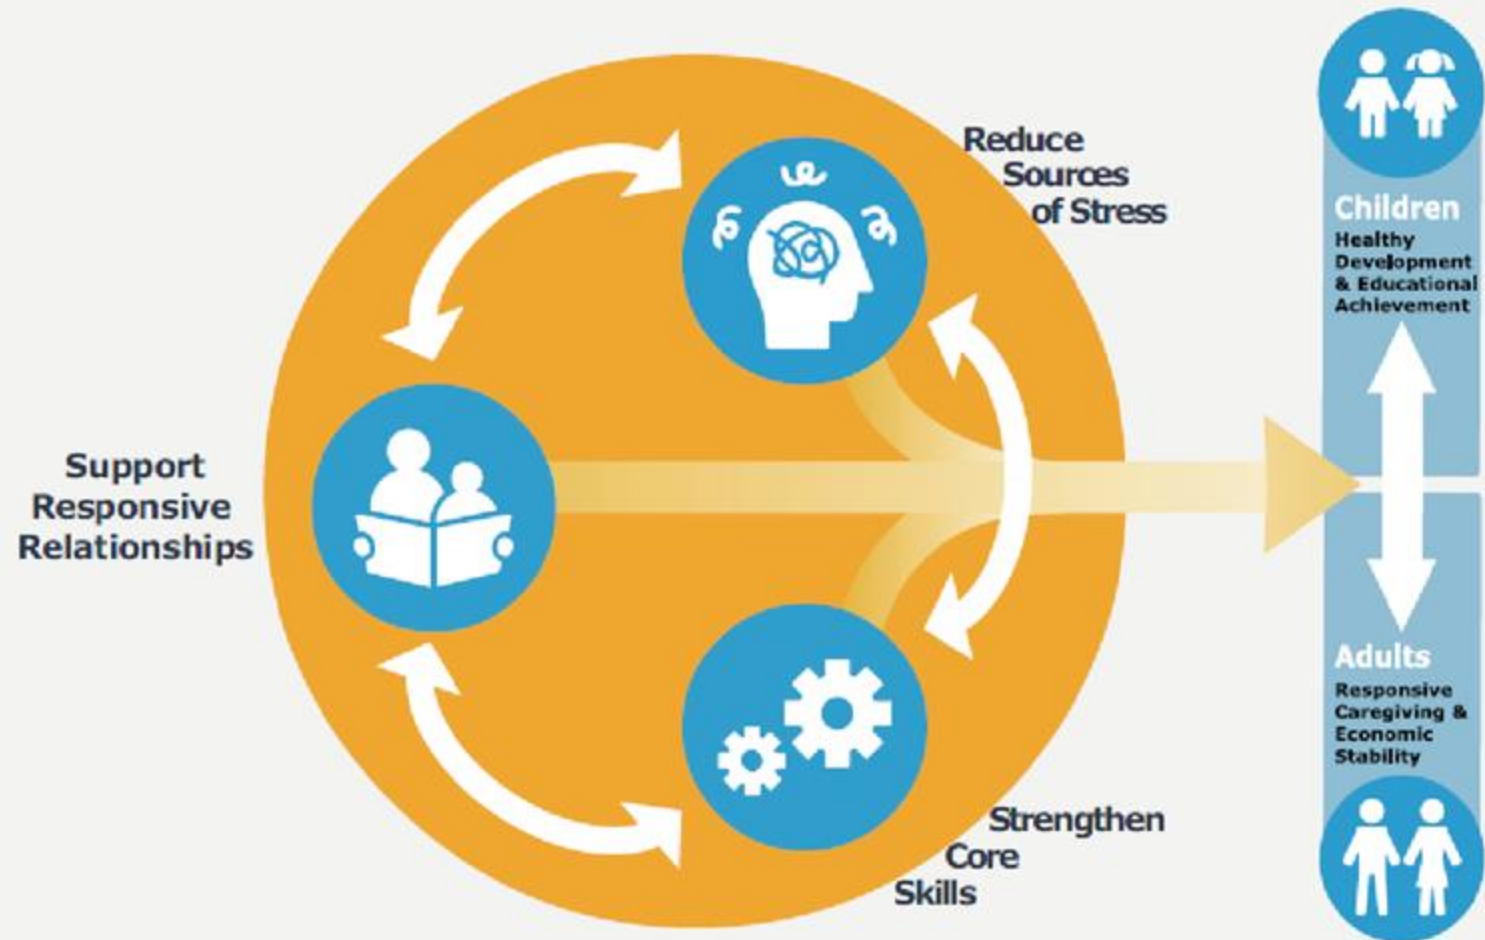 Reduce
Sources
of Stress
Support
Responsive
Relationships
Strengthen
Core
Skills
Children
Healthy
Development
& Educational
Achievement
Adults
Responsive
Caregiving &
Economic
Stability